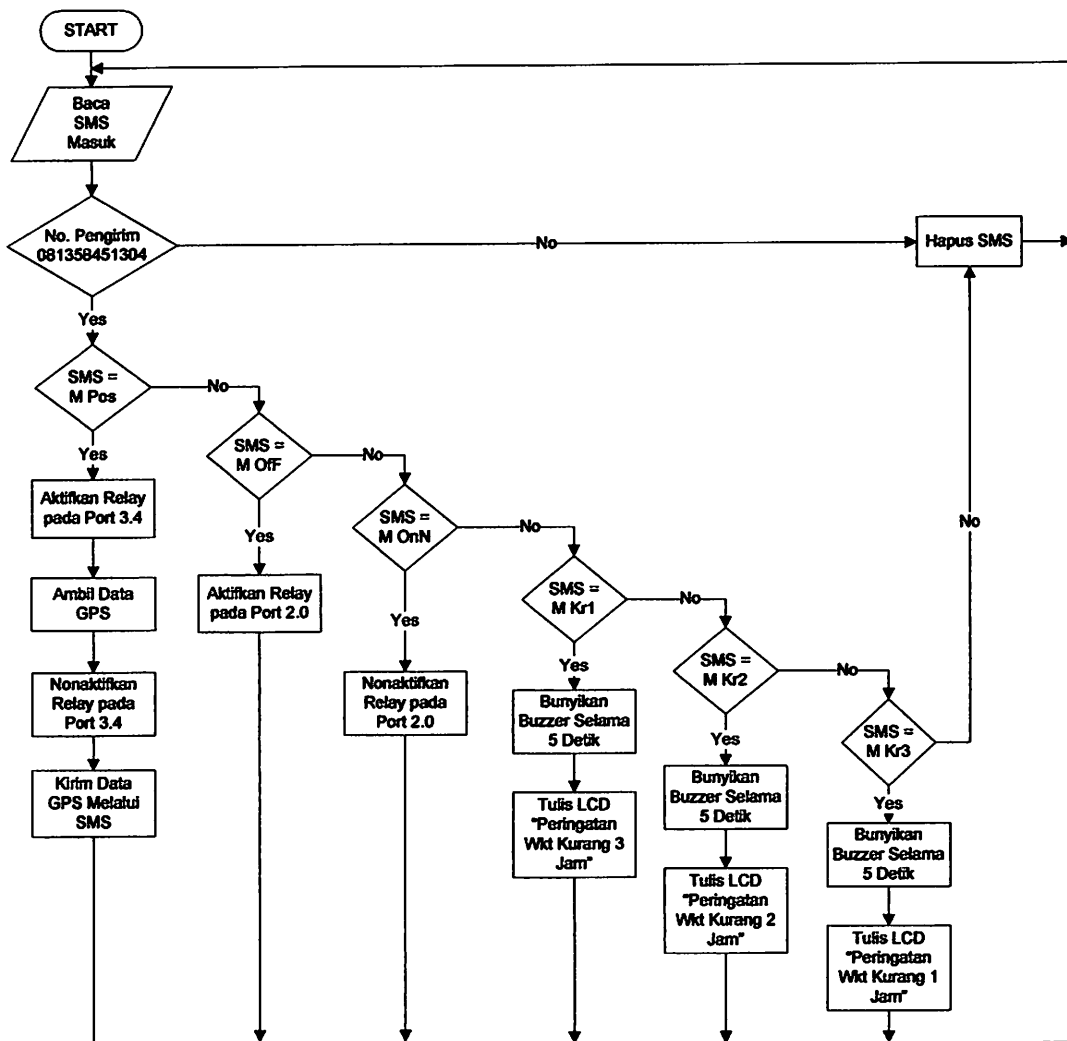 START
Baca
SMS
Masuk
No. Pengirim
081358451304
No
Hapus SMS
Yes
SMS =
M Pos
No
Yes
SMS =
M OfF
No
Yes
SMS =
M OnN
No
Yes
SMS =
M Kr1
No
Yes
SMS =
M Kr2
No
Yes
SMS =
M Kr3
No
Yes
Aktifkan Relay
pada Port 3.4
Ambil Data
GPS
Nonaktifkan
Relay pada
Port 3.4
Kirim Data
GPS Melalui
SMS
Aktifkan Relay
pada Port 2.0
Nonaktifkan
Relay pada
Port 2.0
Bunyikan
Buzzer Selama
5 Detik
Tulis LCD
"Peringatan
Wkt Kurang 3
Jam"
Bunyikan
Buzzer Selama
5 Detik
Tulis LCD
"Peringatan
Wkt Kurang 2
Jam"
Bunyikan
Buzzer Selama
5 Detik
Tulis LCD
"Peringatan
Wkt Kurang 1
Jam"